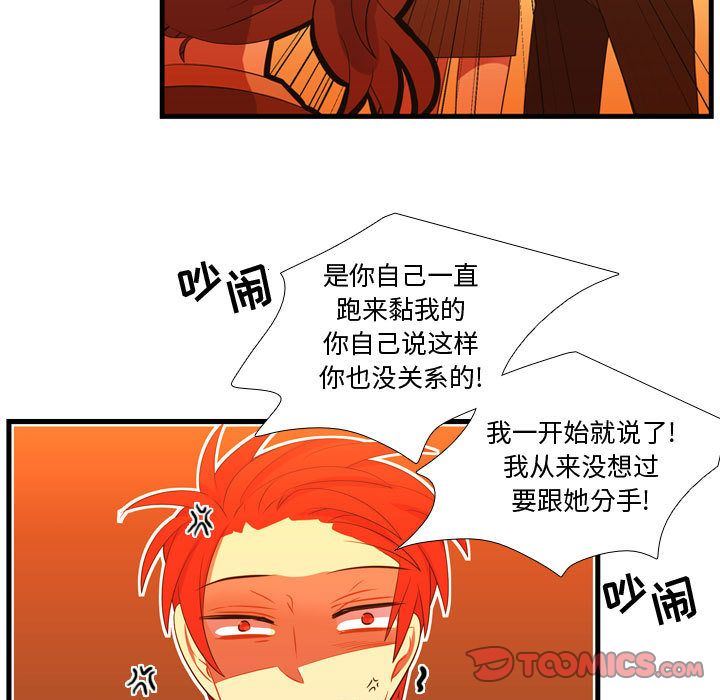 吵闹
是你自己一直
跑来黏我的
你自己说这样
你也没关系的!
我一开始就说了!
我从来没想过
要跟她分手!
吵闹
TOOMICS.COM